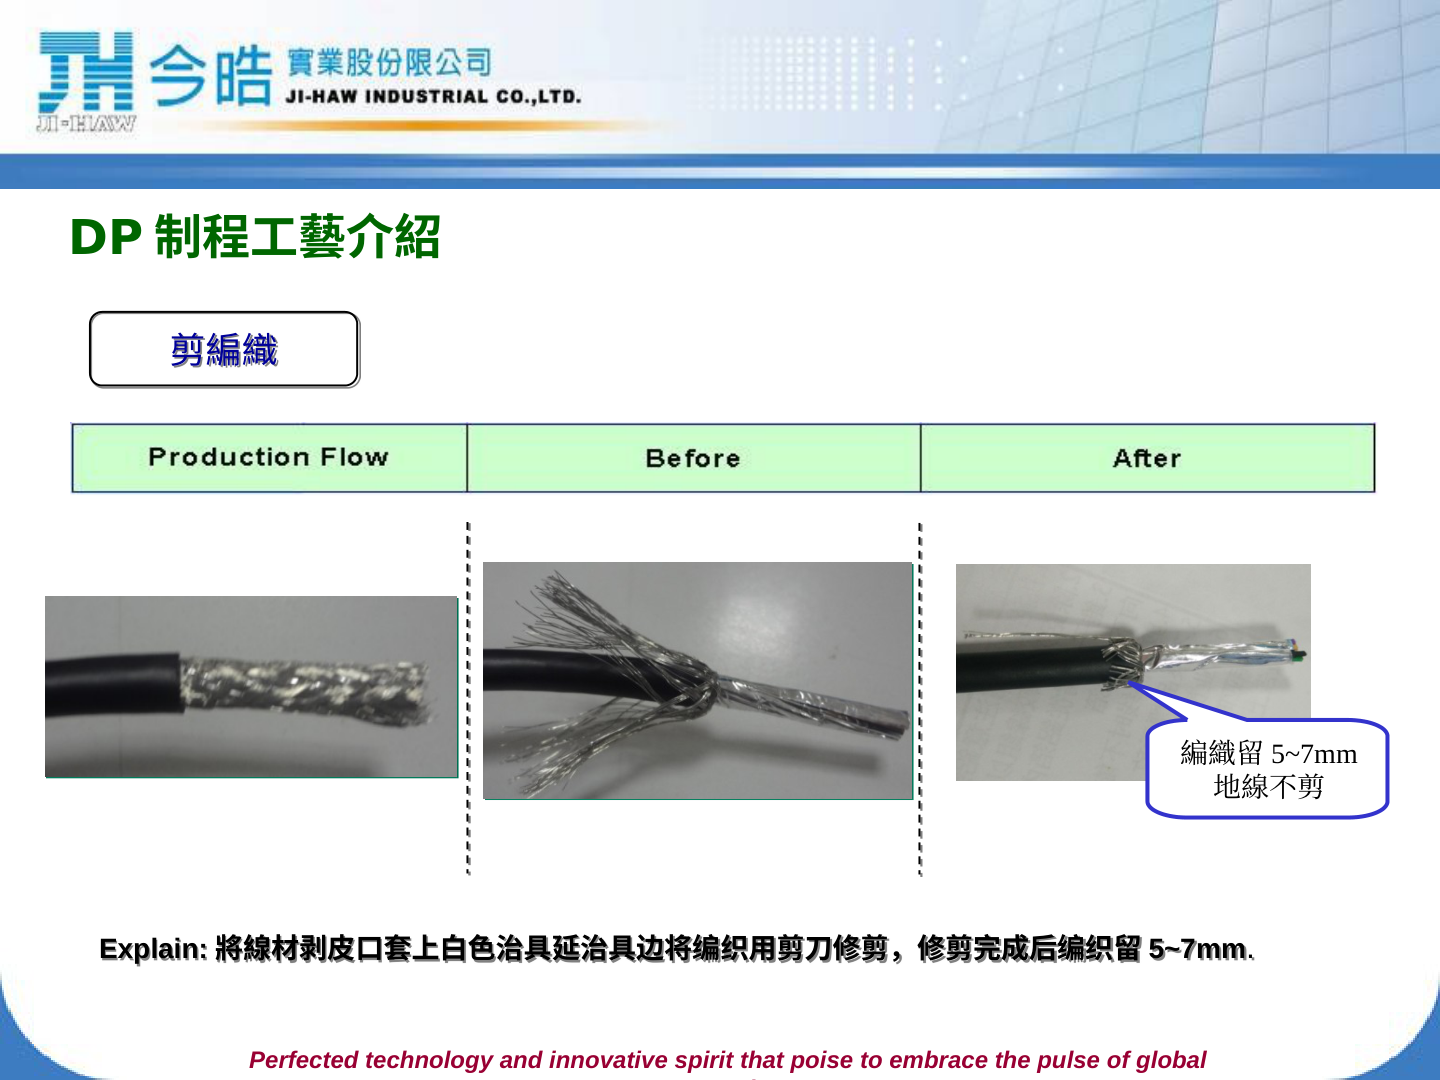 JI-HAW
今皓
實業股份限公司
JI-HAW INDUSTRIAL CO.,LTD.
DP 制程工藝介紹
剪編織
Production Flow
Before
After
編織留 5~7mm
地線不剪
Explain: 將線材剥皮口套上白色治具延治具边将编织用剪刀修剪，修剪完成后编织留 5~7mm.
Perfected technology and innovative spirit that poise to embrace the pulse of global